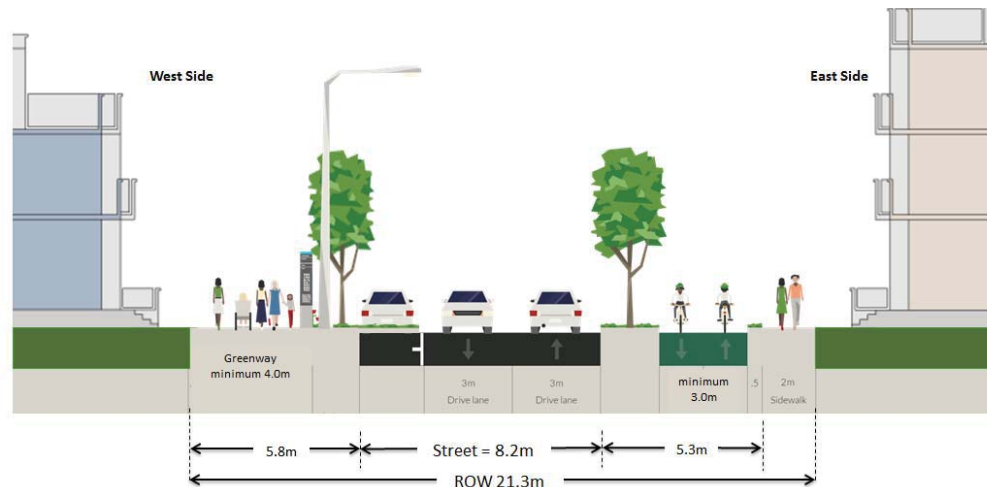 West Side
East Side
Greenway
minimum 4.0m
3m
Drive lane
3m
Drive lane
minimum
3.0m
.5
2m
Sidewalk
5.8m
Street = 8.2m
5.3m
ROW 21.3m